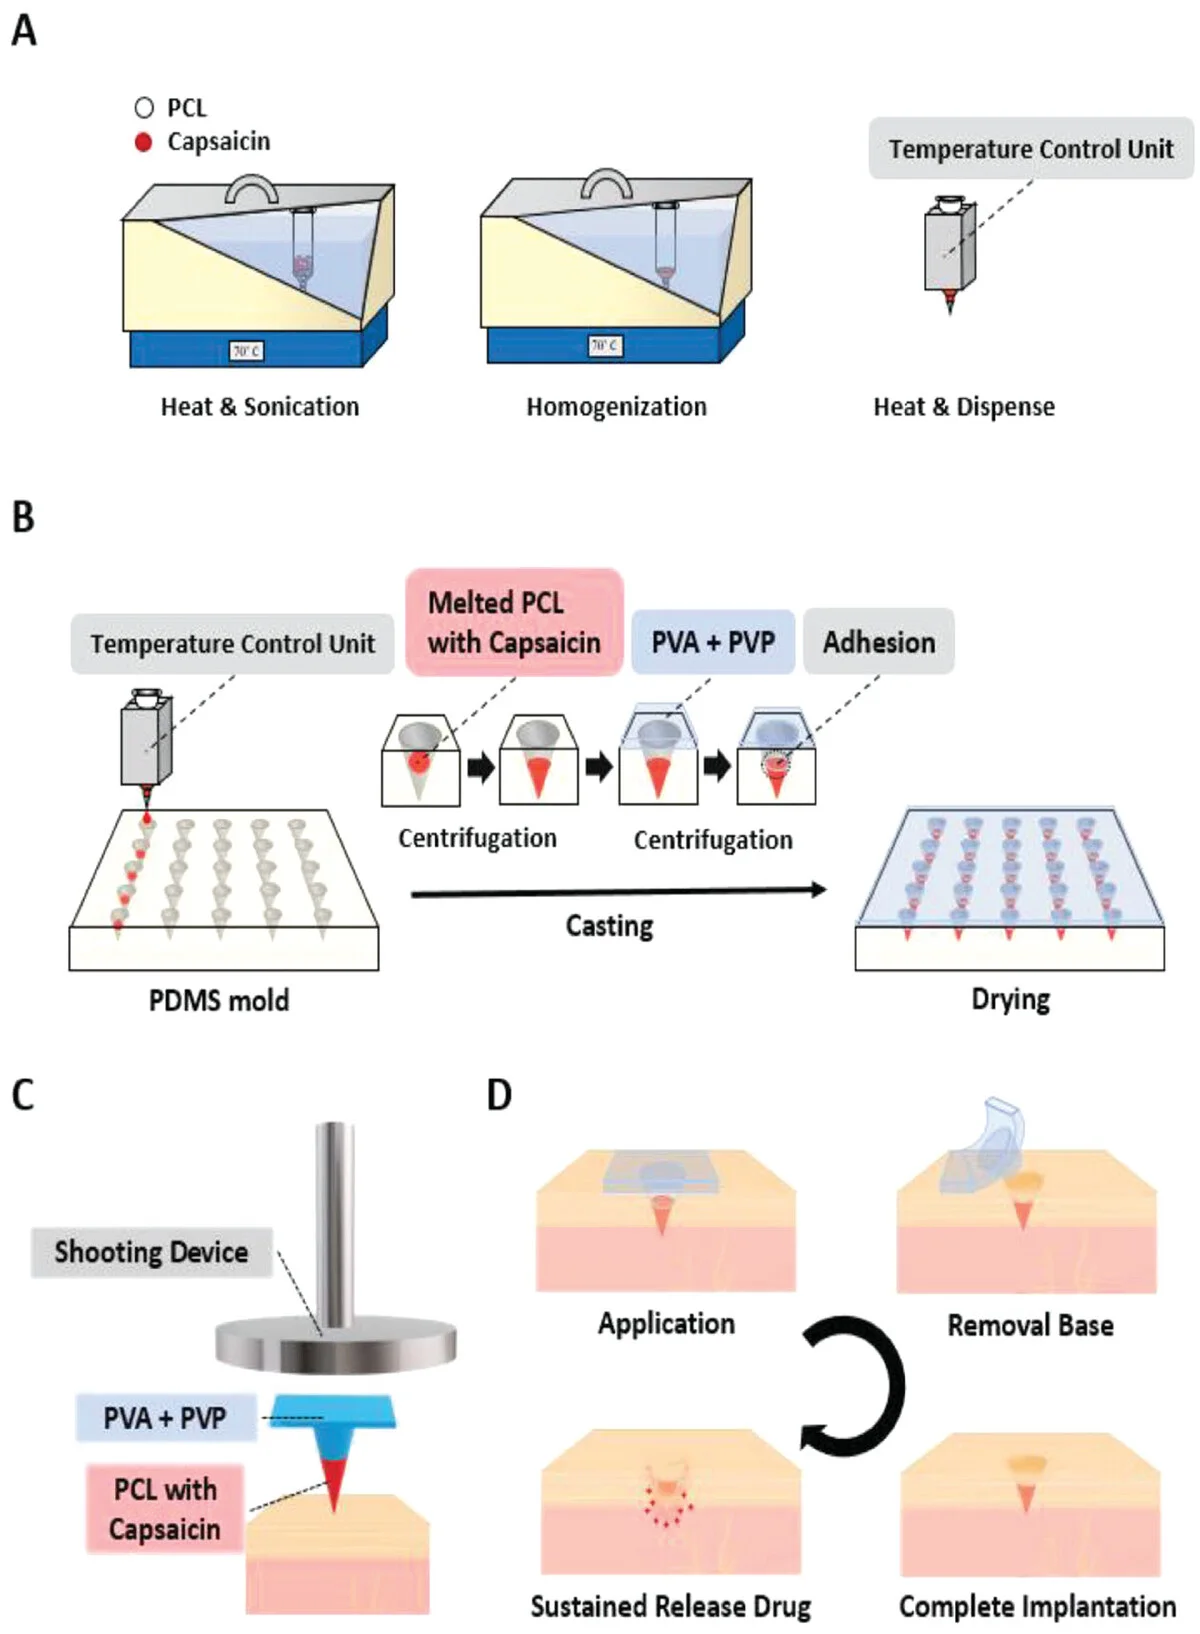 A
PCL
Capsaicin
Temperature Control Unit
70° C
70° C
Heat & Sonication
Homogenization
Heat & Dispense
B
Temperature Control Unit
Melted PCL
with Capsaicin
PVA + PVP
Adhesion
Centrifugation
Centrifugation
Casting
PDMS mold
Drying
C
Shooting Device
PVA + PVP
PCL with
Capsaicin
D
Application
Removal Base
Sustained Release Drug
Complete Implantation